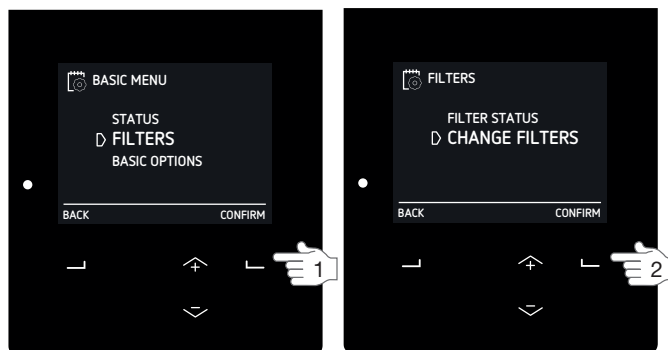 BASIC MENU
STATUS
FILTERS
BASIC OPTIONS
BACK CONFIRM
1
FILTERS
FILTER STATUS
CHANGE FILTERS
BACK CONFIRM
2